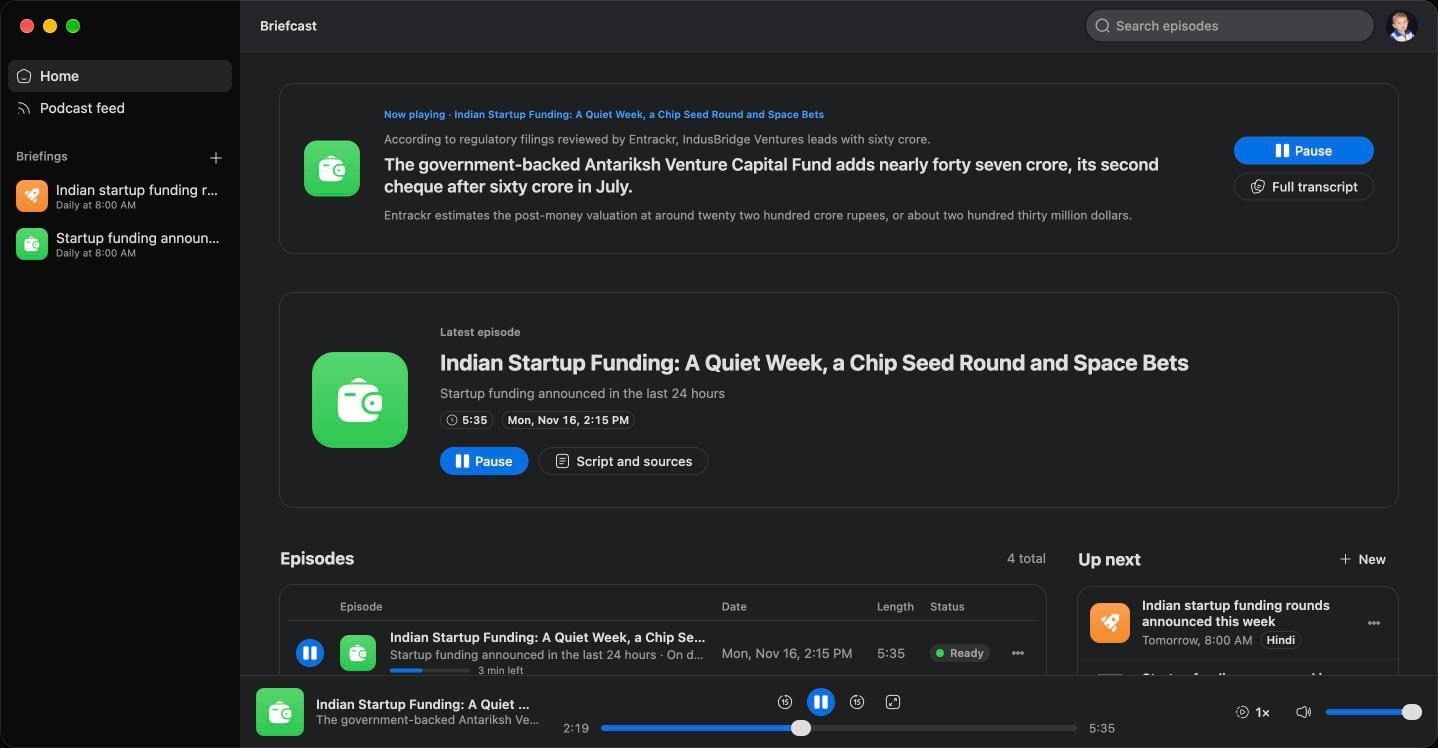 Briefcast
Search episodes
Home
Podcast feed
Briefings
Indian startup funding r...
Daily at 8:00 AM
Startup funding announ...
Daily at 8:00 AM
Now playing · Indian Startup Funding: A Quiet Week, a Chip Seed Round and Space Bets
According to regulatory filings reviewed by Entrackr, IndusBridge Ventures leads with sixty crore.
The government-backed Antariksh Venture Capital Fund adds nearly forty seven crore, its second
cheque after sixty crore in July.
Entrackr estimates the post-money valuation at around twenty two hundred crore rupees, or about two hundred thirty million dollars.
Pause
Full transcript
Latest episode
Indian Startup Funding: A Quiet Week, a Chip Seed Round and Space Bets
Startup funding announced in the last 24 hours
5:35 Mon, Nov 16, 2:15 PM
Pause Script and sources
Episodes 4 total
Episode Date Length Status
Indian Startup Funding: A Quiet Week, a Chip Se...
Startup funding announced in the last 24 hours · On d...
Mon, Nov 16, 2:15 PM 5:35 Ready
3 min left
Up next + New
Indian startup funding rounds
announced this week
Tomorrow, 8:00 AM Hindi
Indian Startup Funding: A Quiet ...
The government-backed Antariksh Ve...
15 15
2:19 5:35
1x